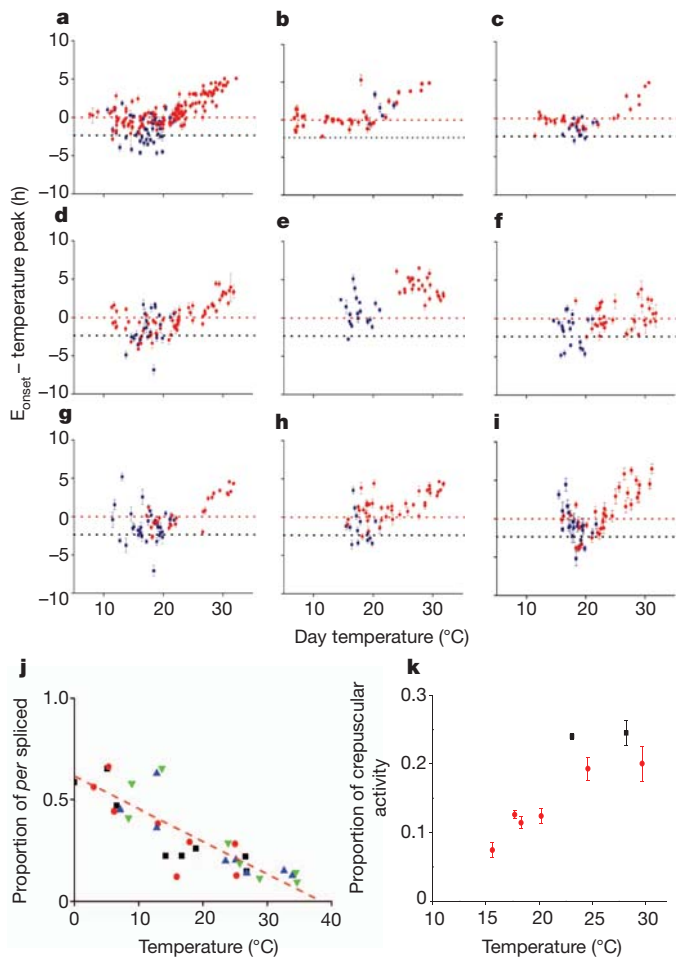 a b c
10
5
0
−5
−10
d e f
10
5
0
−5
−10
g h i
10
5
0
−5
−10
10 20 30 10 20 30 10 20 30
E onset − temperature peak (h)
Day temperature (°C)
j
1.0
0.5
0
0 10 20 30 40
Proportion of per spliced
Temperature (°C)
k
0.3
0.2
0.1
0
10 15 20 25 30
Proportion of crepuscular
activity
Temperature (°C)